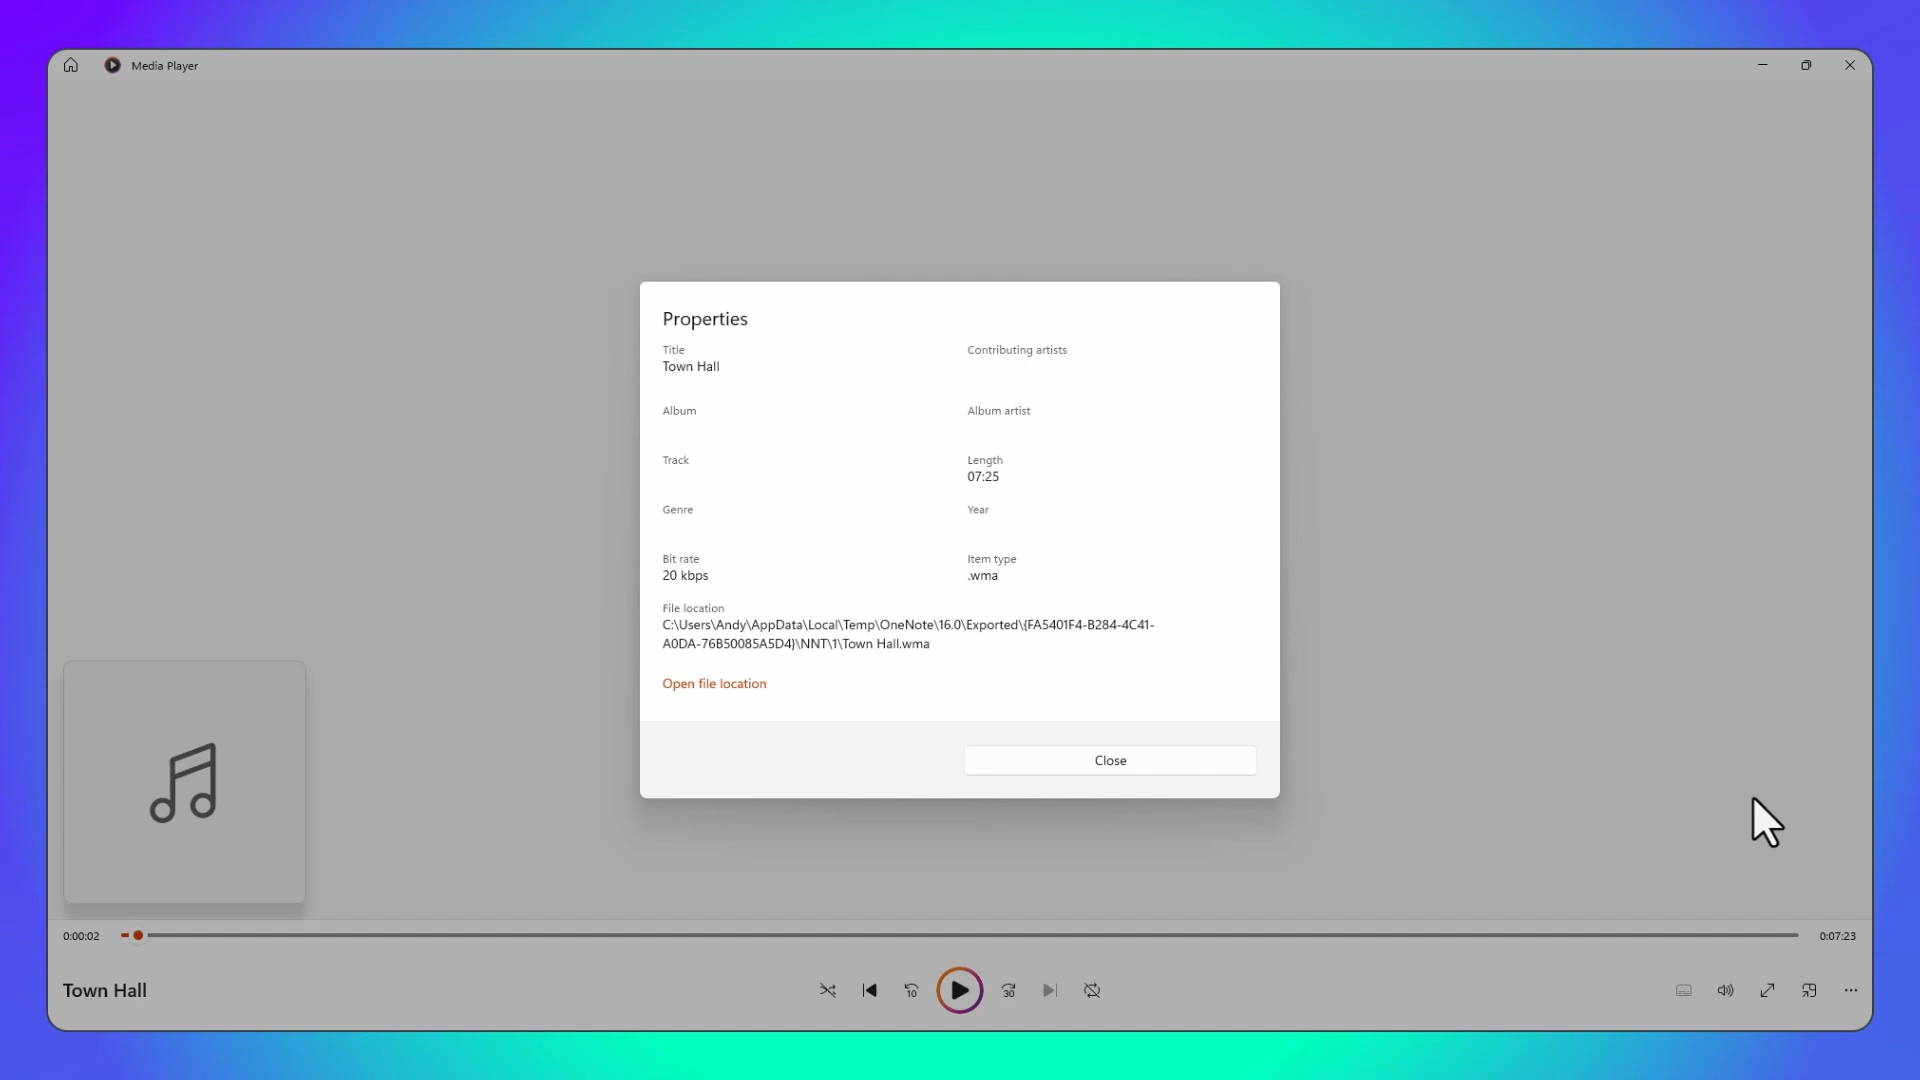 Media Player
Properties
Title
Town Hall
Contributing artists
Album
Album artist
Track
Length
07:25
Genre
Year
Bit rate
20 kbps
Item type
.wma
File location
C:\Users\Andy\AppData\Local\Temp\OneNote\16.0\Exported\{FA5401F4-B284-4C41-
A0DA-76B50085A5D4}\NNT\1\Town Hall.wma
Open file location
Close
0:00:02
0:07:23
Town Hall
10
30